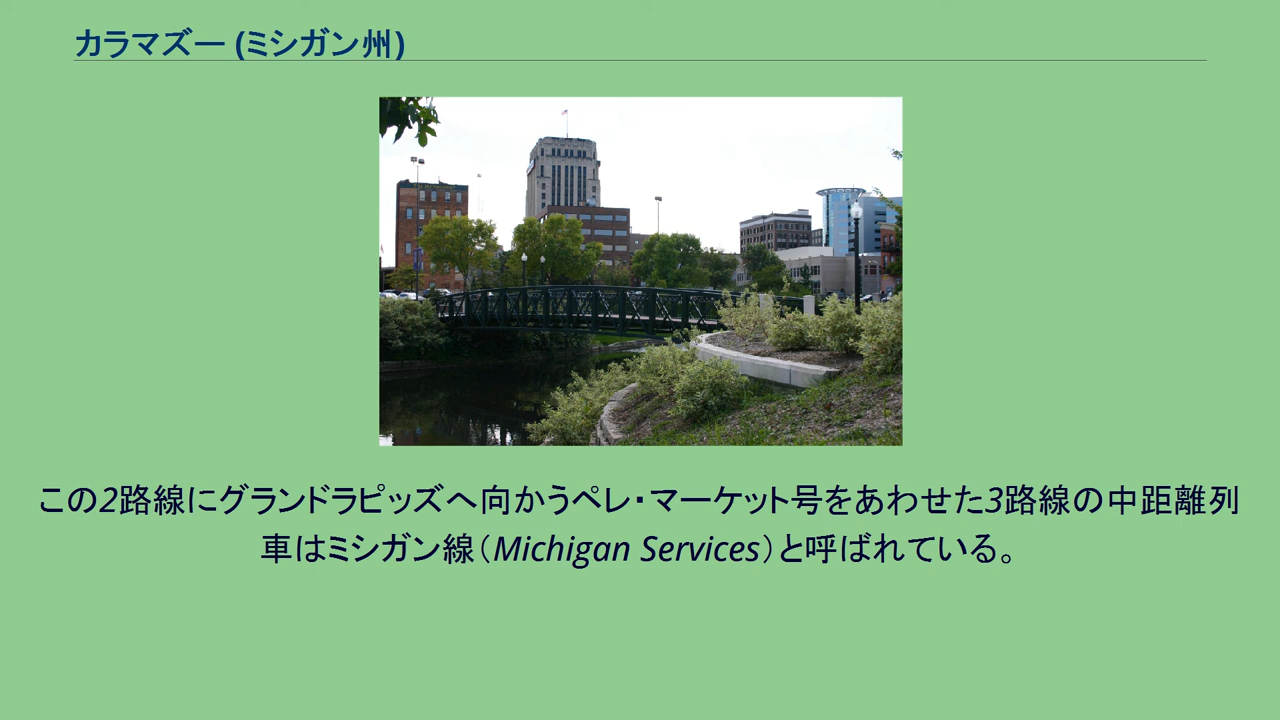 カラマズー (ミシガン州)
この2路線にグランドラピッズへ向かうペレ・マーケット号をあわせた3路線の中距離列
車はミシガン線（Michigan Services）と呼ばれている。